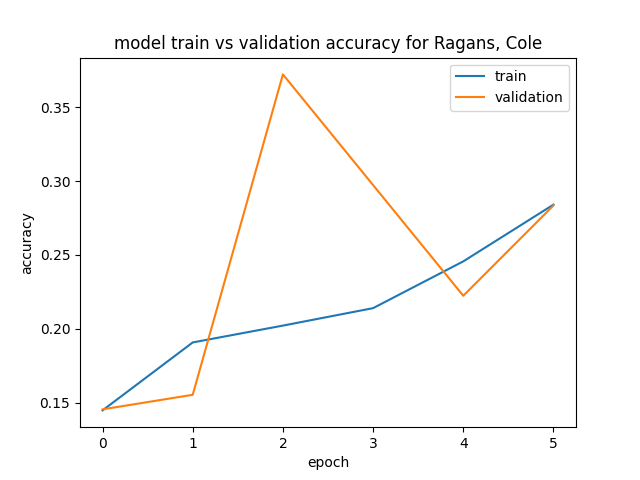 model train vs validation accuracy for Ragans, Cole
train
validation
0.35
0.30
0.25
0.20
0.15
accuracy
0 1 2 3 4 5
epoch